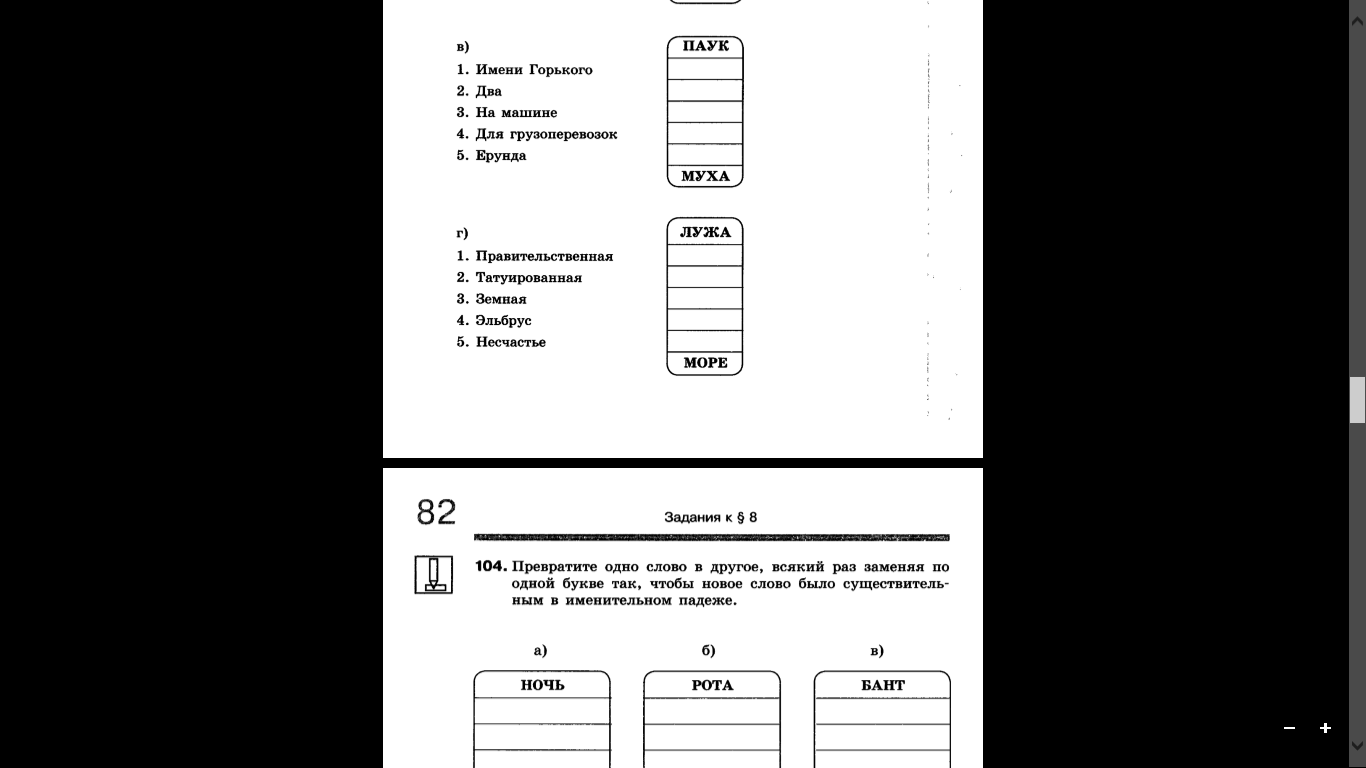 в)
ПАУК
1. Имени Горького
2. Два
3. На машине
4. Для грузоперевозок
5. Ерунда
МУХА
г)
ЛУЖА
1. Правительственная
2. Татуированная
3. Земная
4. Эльбрус
5. Несчастье
МОРЕ
82
Задания к § 8
104. Превратите одно слово в другое, всякий раз заменяя по
одной букве так, чтобы новое слово было существитель-
ным в именительном падеже.
а) б) в)
НОЧЬ РОТА БАНТ